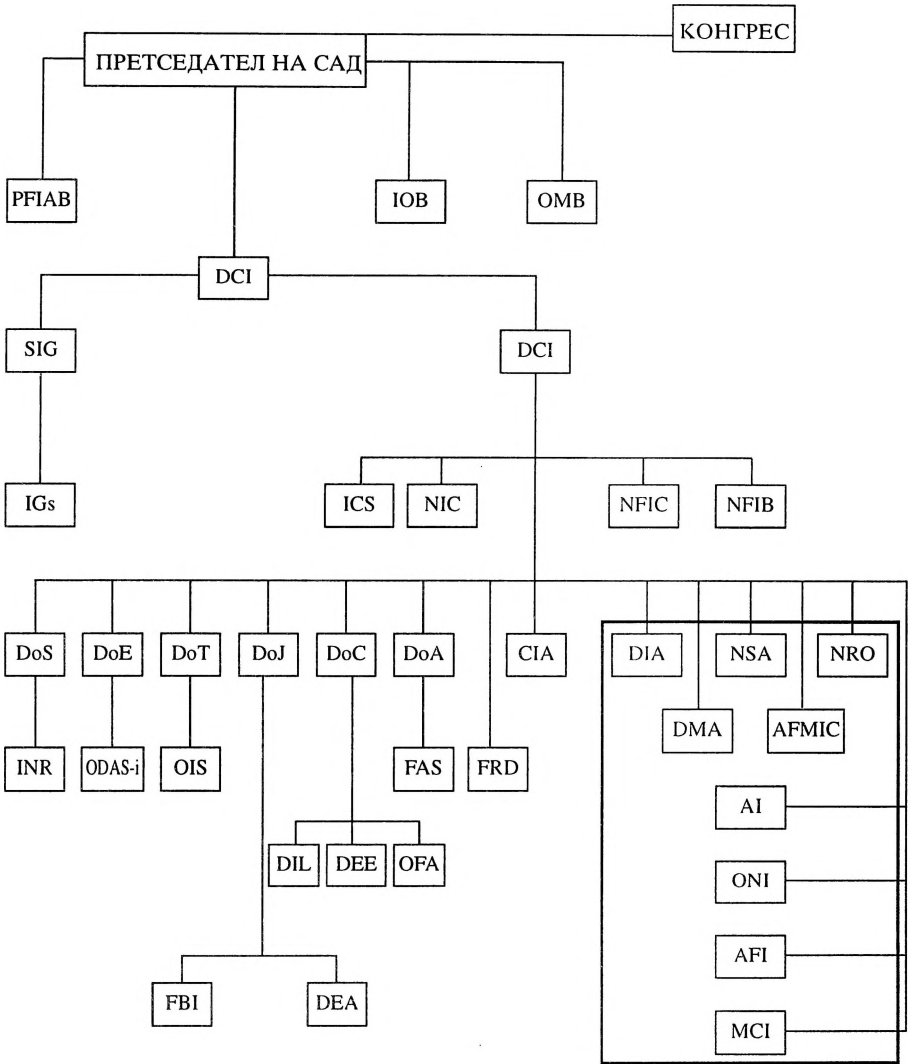 КОНГРЕС
ПРЕТСЕДАТЕЛ НА САД
PFIAB
IOB
OMB
DCI
SIG
DCI
IGs
ICS
NIC
NFIC
NFIB
DoS
DoE
DoT
DoJ
DoC
DoA
CIA
DIA
NSA
NRO
DMA
AFMIC
INR
ODAS-i
OIS
FAS
FRD
AI
DIL
DEE
OFA
ONI
AFI
FBI
DEA
MCI